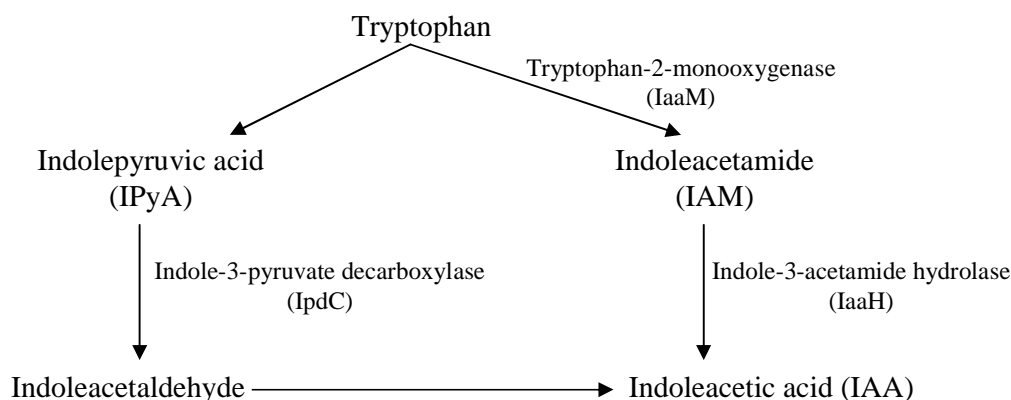 Tryptophan
Tryptophan-2-monooxygenase
(IaaM)
Indolepyruvic acid
(IPyA)
Indoleacetamide
(IAM)
Indole-3-pyruvate decarboxylase
(IpdC)
Indole-3-acetamide hydrolase
(IaaH)
Indoleacetaldehyde
Indoleacetic acid (IAA)